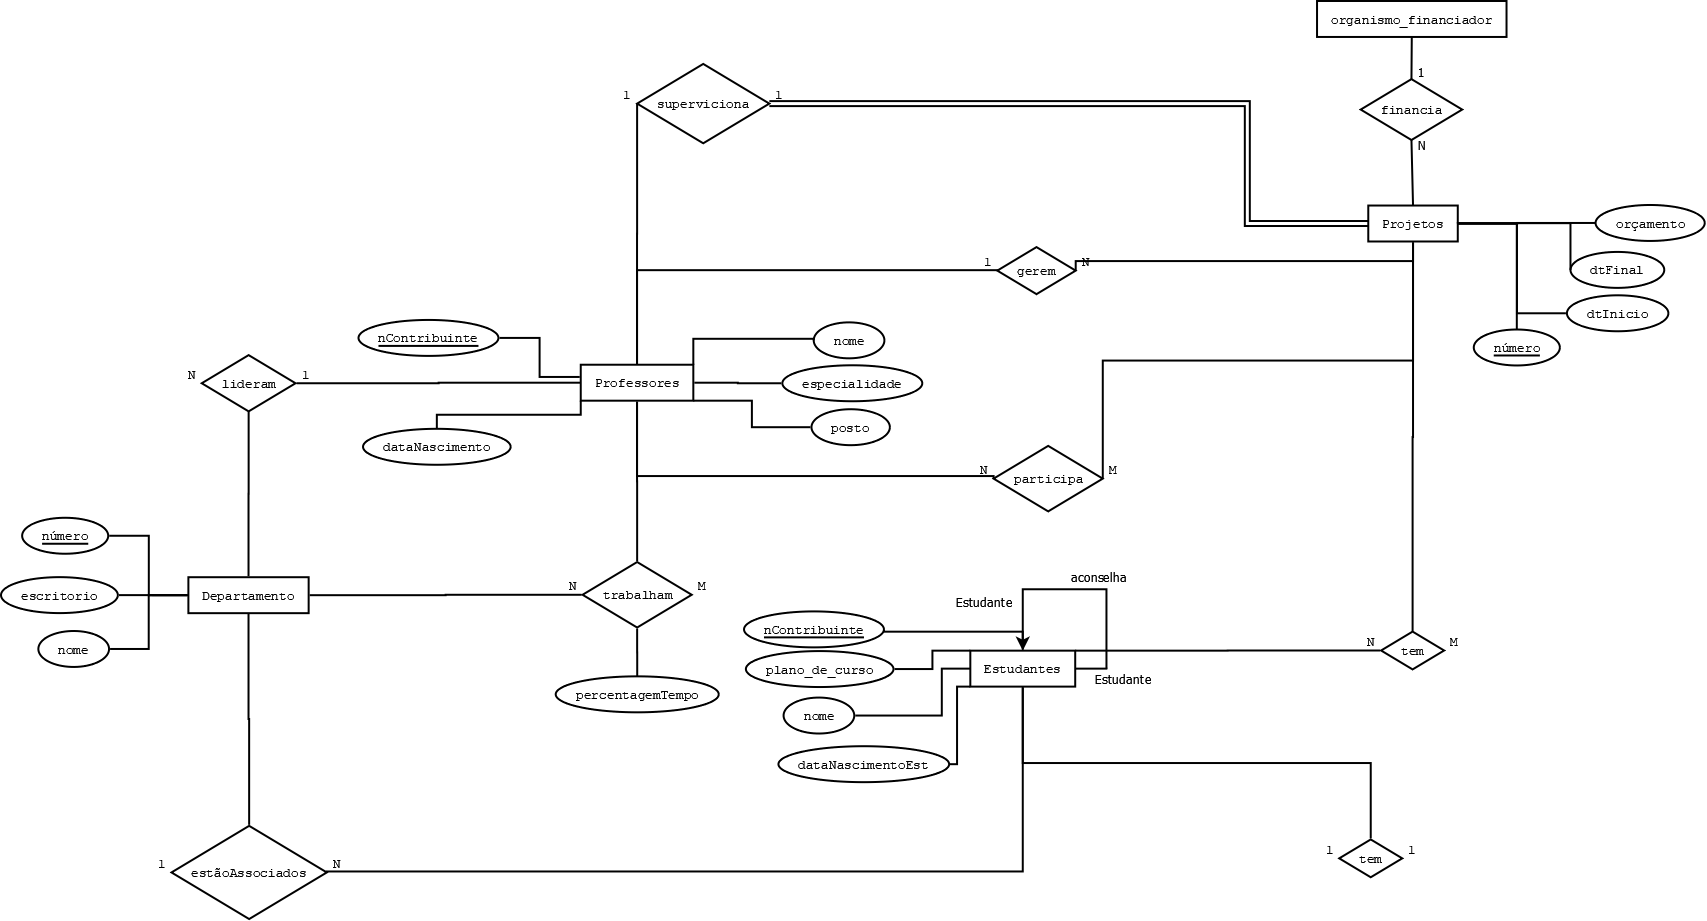 organismo_financiador
1
financia
N
1
superviciona
1
Projetos
orçamento
dtFinal
dtInicio
número
1
gerem
N
nContribuinte
nome
N
lideram
1
Professores
especialidade
dataNascimento
posto
N
participa
M
número
escritorio
Departamento
nome
N
trabalham
M
percentagemTempo
aconselha
Estudante
nContribuinte
plano_de_curso
Estudantes
Estudante
nome
dataNascimentoEst
N
tem
M
1
estãoAssociados
N
1
tem
1